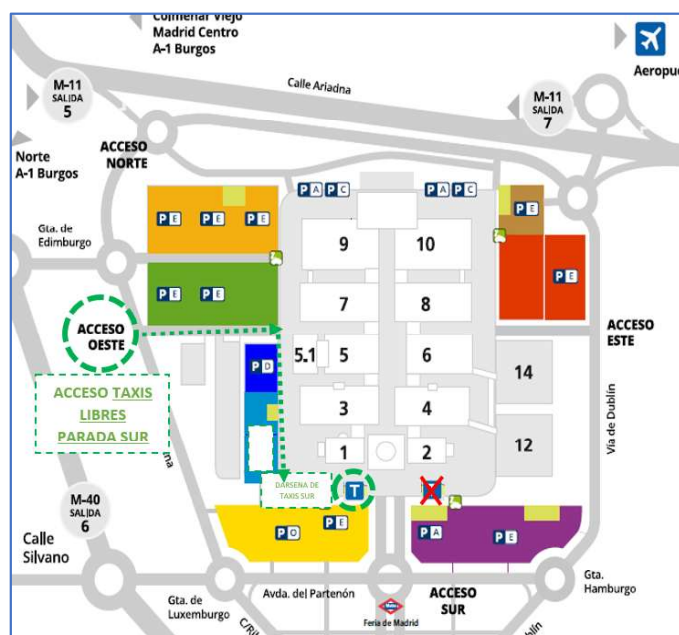 Colmenar Viejo
Madrid Centro
A-1 Burgos
Calle Ariadna
M-11
SALIDA
5
M-11
SALIDA
7
ACCESO
NORTE
Norte
A-1 Burgos
P A P C
P A P C
P E P E P E
P E
Gta. de
Edimburgo
9
10
P E P E
P E
7
8
ACCESO
OESTE
ACCESO
ESTE
5.1
5
6
P D
14
ACCESO TAXIS
LIBRES
PARADA SUR
3
4
12
Vía de Dublín
1
2
DÁRSENA DE
TAXIS SUR
T
M-40
SALIDA
6
Calle
Silvano
P O
P E
P A
P E
Gta. de
Luxemburgo
Avda. del Partenón
ACCESO
SUR
Gta.
Hamburgo
Metro
Feria de Madrid